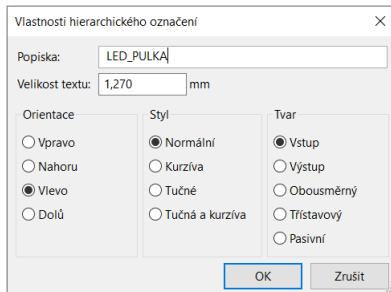 Vlastnosti hierarchického označení
Popiska: LED_PULKA
Velikost textu: 1,270 mm
Orientace Styl Tvar
Vpravo Normální Vstup
Nahoru Kurzíva Výstup
Vlevo Tučné Obousměrný
Dolů Tučná a kurzíva Třístavový
Pasivní
OK Zrušit